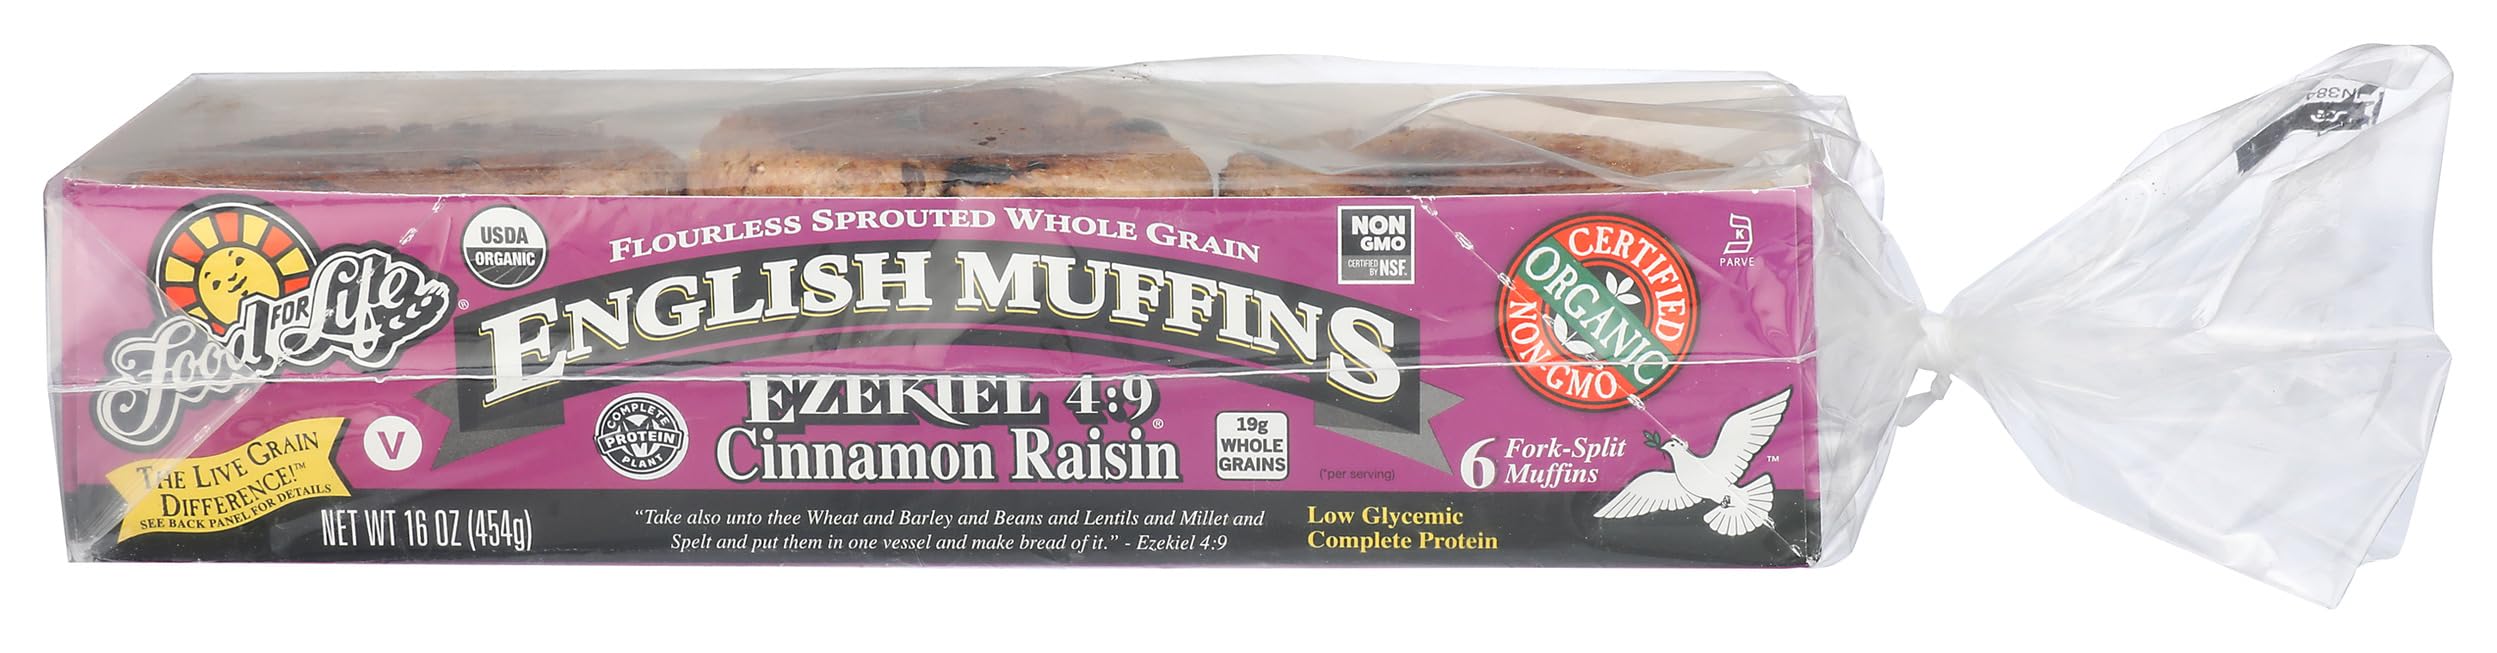 Food FOR Life®
THE LIVE GRAIN
DIFFERENCE!™
SEE BACK PANEL FOR DETAILS
V
NET WT 16 OZ (454g)
USDA
ORGANIC
FLOURLESS SPROUTED WHOLE GRAIN
ENGLISH MUFFINS
EZEKIEL 4:9®
Cinnamon Raisin
COMPLETE
PROTEIN
PLANT
19g
WHOLE
GRAINS
(*per serving)
"Take also unto thee Wheat and Barley and Beans and Lentils and Millet and
Spelt and put them in one vessel and make bread of it." - Ezekiel 4:9
NON
GMO
CERTIFIED
BY NSF
CERTIFIED
ORGANIC
NON-GMO
K
PARVE
6 Fork-Split
Muffins
™
Low Glycemic
Complete Protein